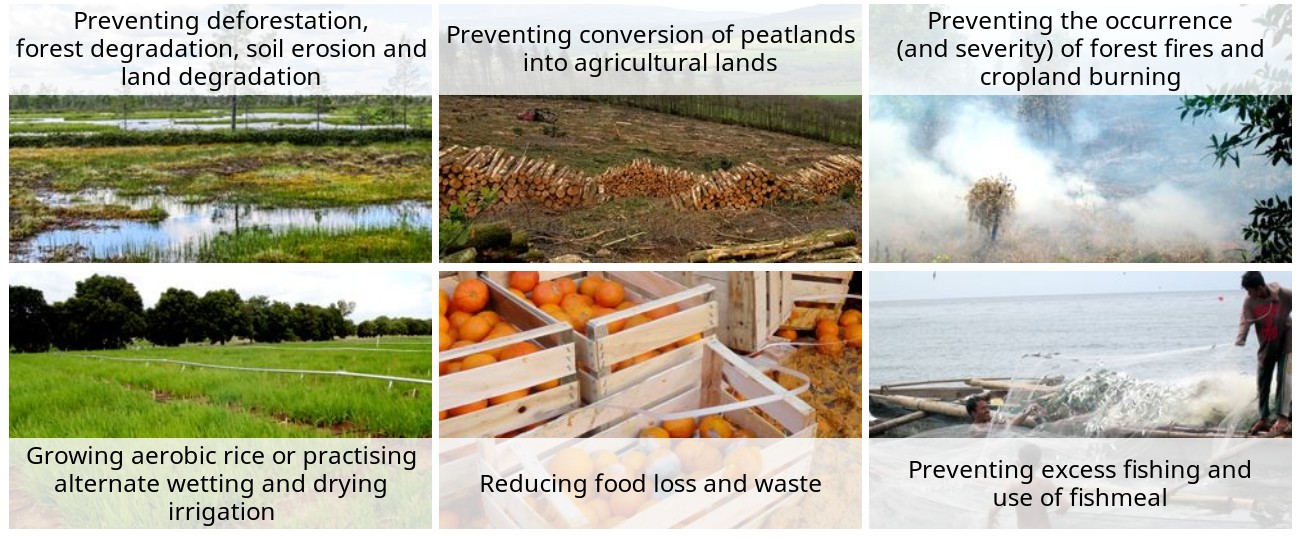 Preventing deforestation,
forest degradation, soil erosion and
land degradation
Preventing conversion of peatlands
into agricultural lands
Preventing the occurrence
(and severity) of forest fires and
cropland burning
Growing aerobic rice or practising
alternate wetting and drying
irrigation
Reducing food loss and waste
Preventing excess fishing and
use of fishmeal